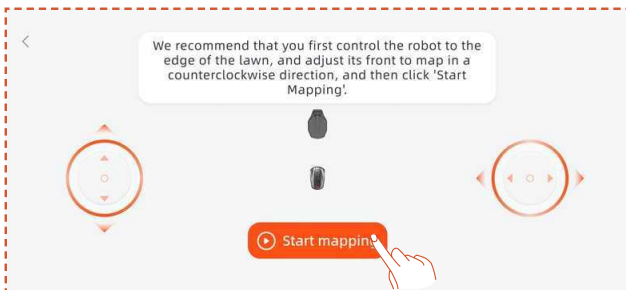 We recommend that you first control the robot to the
edge of the lawn, and adjust its front to map in a
counterclockwise direction, and then click 'Start
Mapping'.
Start mapping